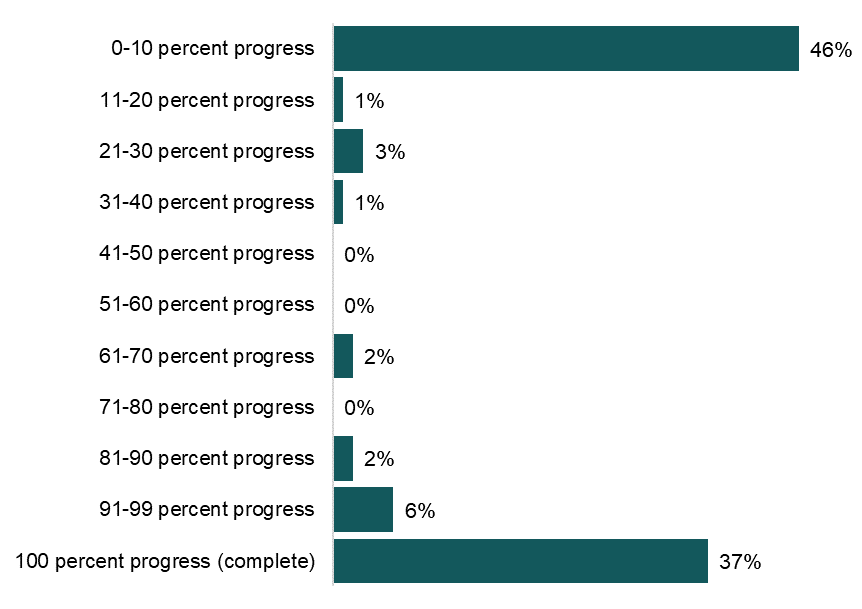 0-10 percent progress 46%
11-20 percent progress 1%
21-30 percent progress 3%
31-40 percent progress 1%
41-50 percent progress 0%
51-60 percent progress 0%
61-70 percent progress 2%
71-80 percent progress 0%
81-90 percent progress 2%
91-99 percent progress 6%
100 percent progress (complete) 37%